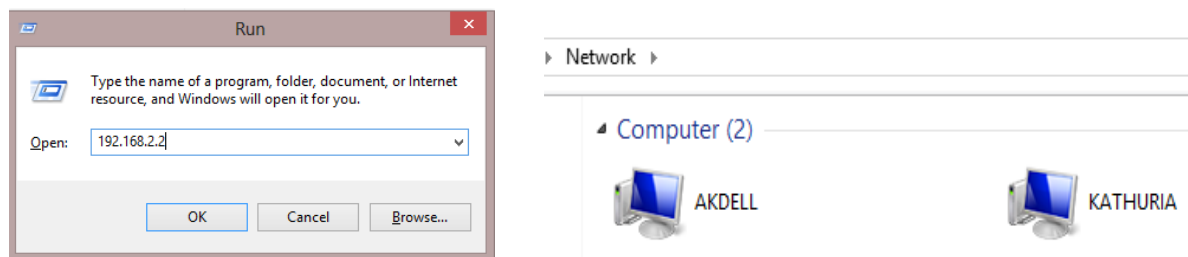 Run
Type the name of a program, folder, document, or Internet
resource, and Windows will open it for you.
Open: 192.168.2.2
OK Cancel Browse...
Network
Computer (2)
AKDELL KATHURIA